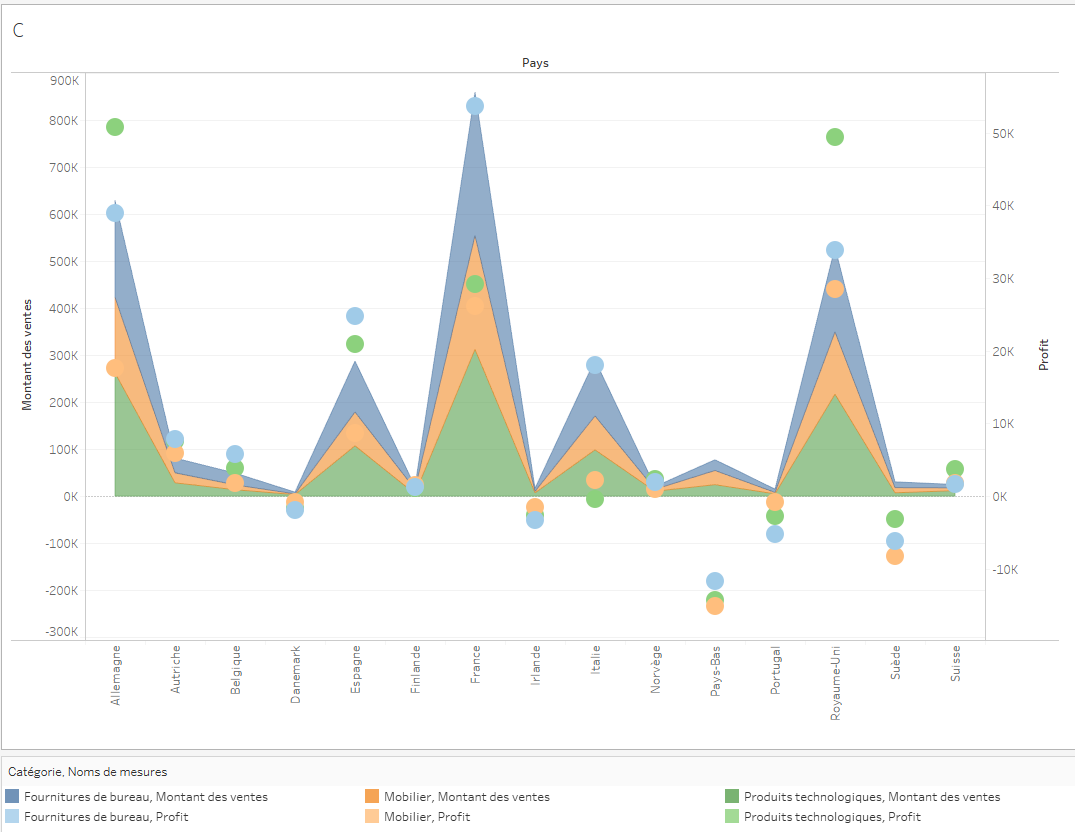 C
Pays
900K
800K
700K
600K
500K
400K
300K
200K
100K
0K
-100K
-200K
-300K
Montant des ventes
50K
40K
30K
20K
10K
0K
-10K
Profit
Allemagne
Autriche
Belgique
Danemark
Espagne
Finlande
France
Irlande
Italie
Norvège
Pays-Bas
Portugal
Royaume-Uni
Suède
Suisse
Catégorie, Noms de mesures
Fournitures de bureau, Montant des ventes
Mobilier, Montant des ventes
Produits technologiques, Montant des ventes
Fournitures de bureau, Profit
Mobilier, Profit
Produits technologiques, Profit